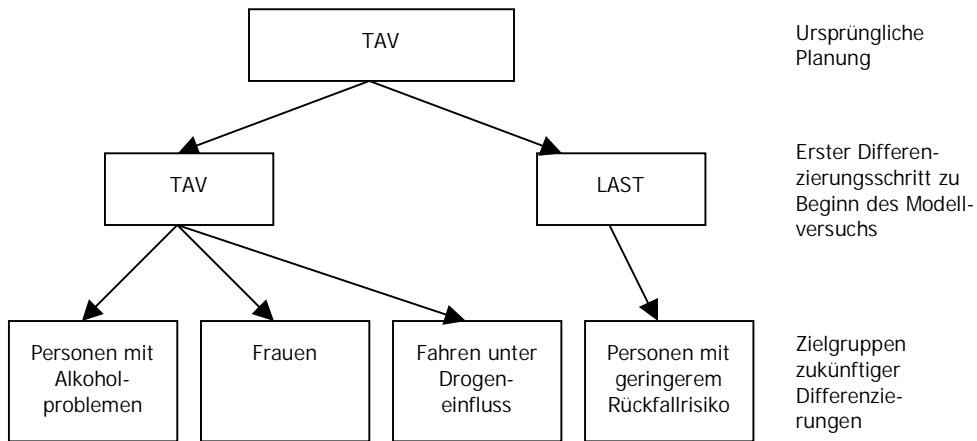 TAV
Ursprüngliche
Planung
TAV
LAST
Erster Differen-
zierungsschritt zu
Beginn des Modell-
versuchs
Personen mit
Alkohol-
problemen
Frauen
Fahren unter
Drogen-
einfluss
Personen mit
geringerem
Rückfallrisiko
Zielgruppen
zukünftiger
Differenzie-
rungen